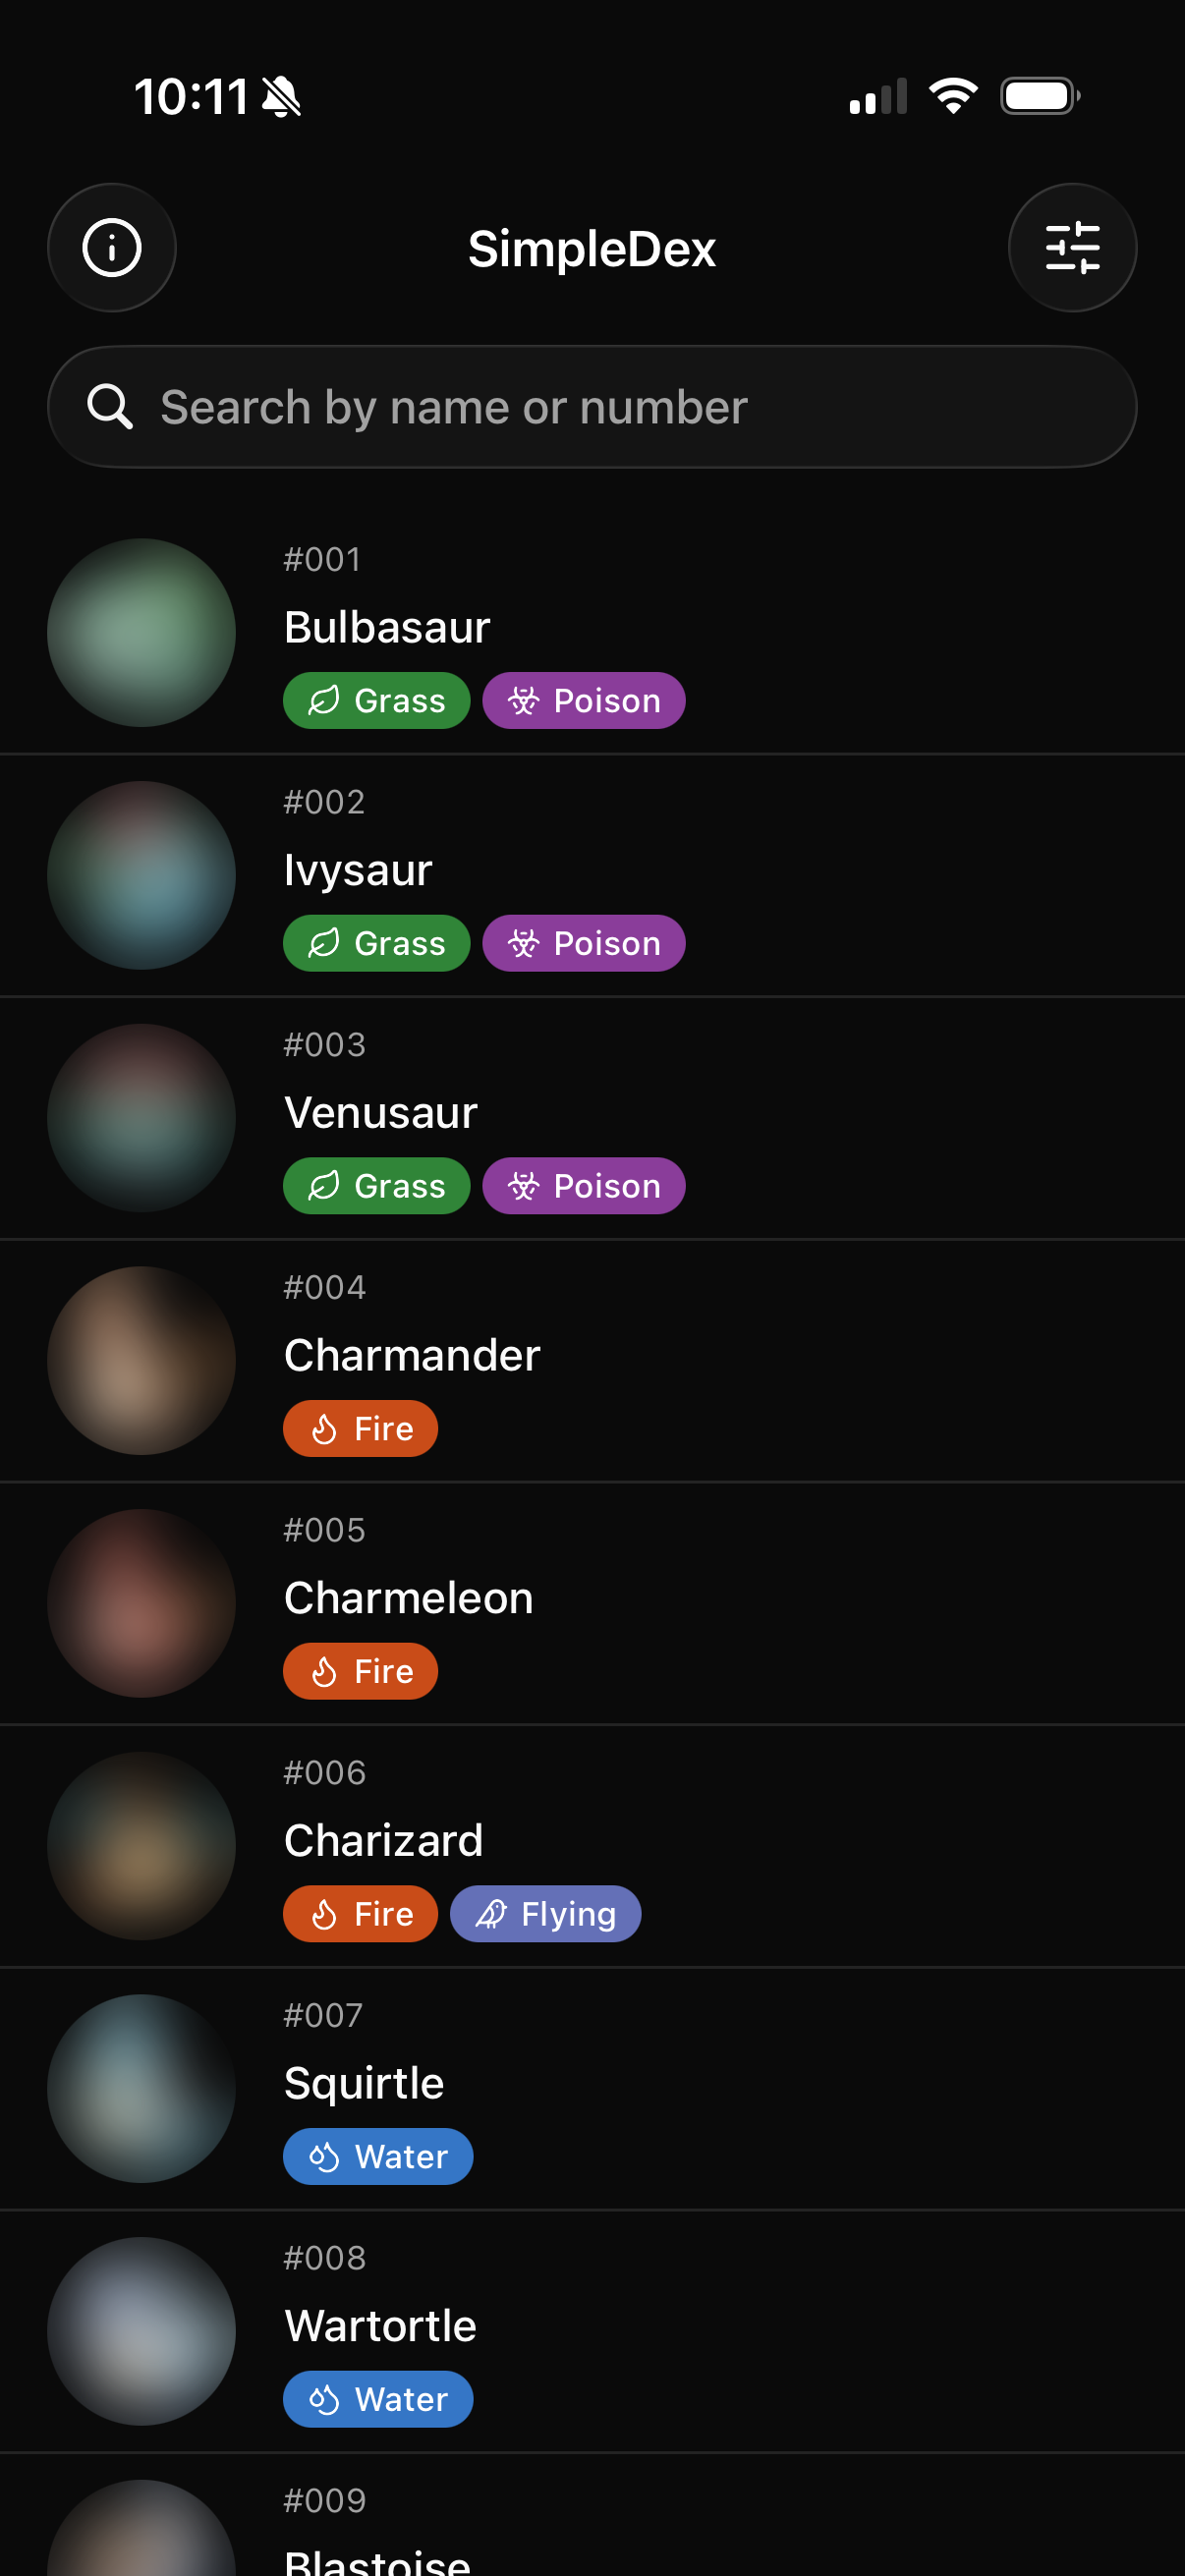 10:11
SimpleDex
Search by name or number
#001
Bulbasaur
Grass Poison
#002
Ivysaur
Grass Poison
#003
Venusaur
Grass Poison
#004
Charmander
Fire
#005
Charmeleon
Fire
#006
Charizard
Fire Flying
#007
Squirtle
Water
#008
Wartortle
Water
#009
Blastoise